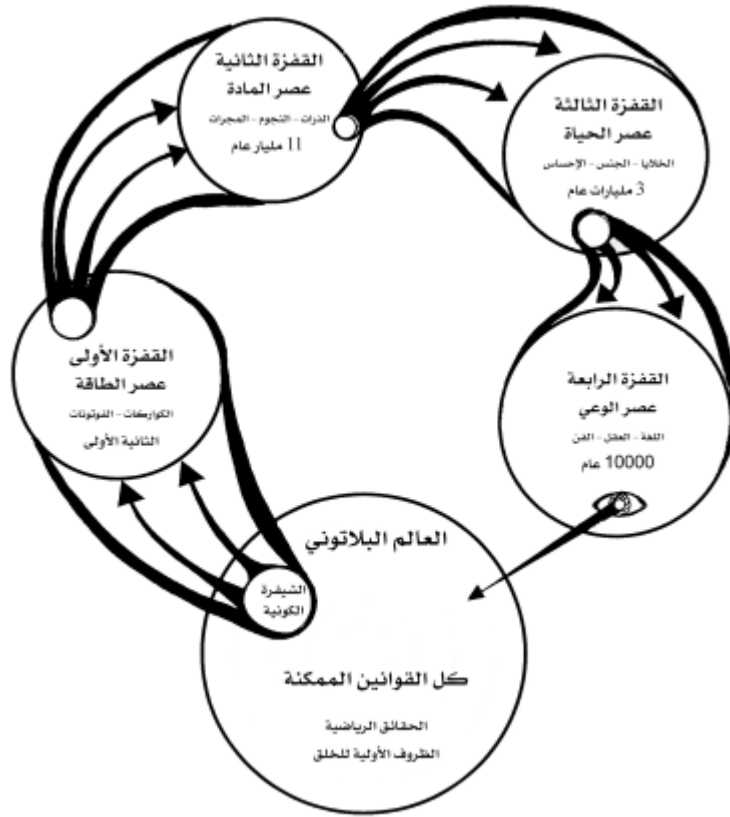 القفزة الثانية
عصر المادة
الذرات - النجوم - المجرات
11 مليار عام
القفزة الثالثة
عصر الحياة
الخلايا - الجنس - الإحساس
3 مليارات عام
القفزة الأولى
عصر الطاقة
الكواركات - الفوتونات
الثانية الأولى
القفزة الرابعة
عصر الوعي
اللغة - العقل - الفن
10000 عام
العالم البلاتوني
الشيفرة
الكونية
كل القوانين الممكنة
الحقائق الرياضية
الظروف الأولية للخلق